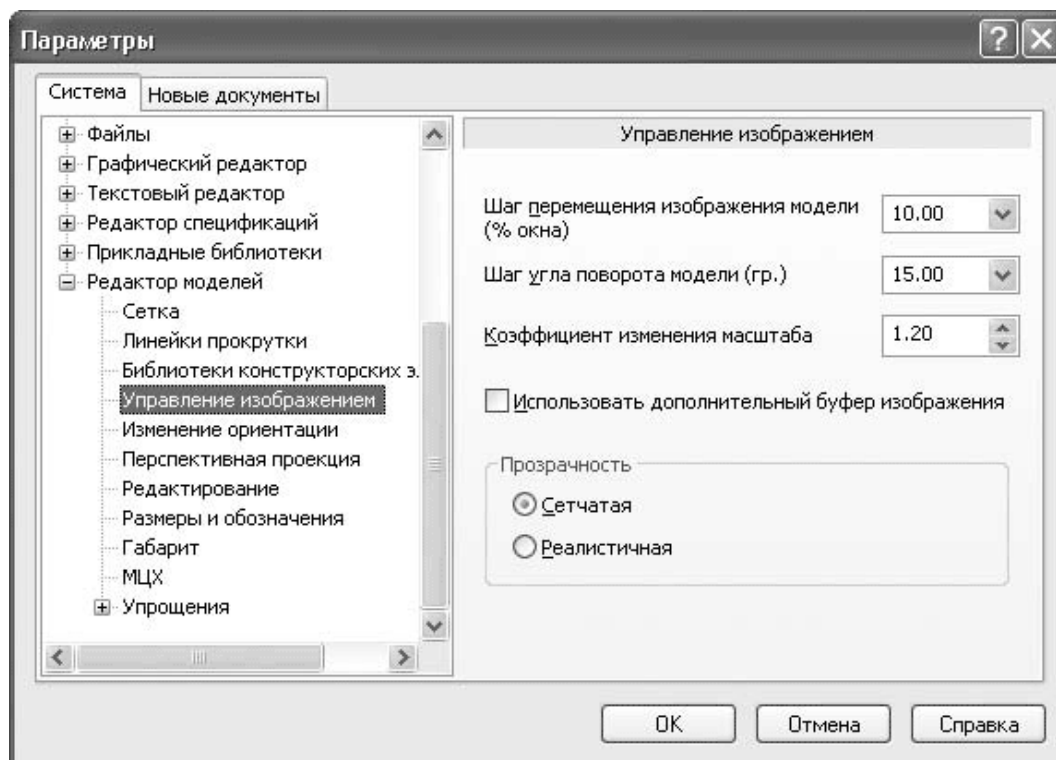 Параметры
Система
Новые документы
Файлы
Графический редактор
Текстовый редактор
Редактор спецификаций
Прикладные библиотеки
Редактор моделей
Сетка
Линейки прокрутки
Библиотеки конструкторских э.
Управление изображением
Изменение ориентации
Перспективная проекция
Редактирование
Размеры и обозначения
Габарит
МЦХ
Упрощения
Управление изображением
Шаг перемещения изображения модели
(% окна)
10.00
Шаг угла поворота модели (гр.)
15.00
Коэффициент изменения масштаба
1.20
Использовать дополнительный буфер изображения
Прозрачность
Сетчатая
Реалистичная
OK
Отмена
Справка